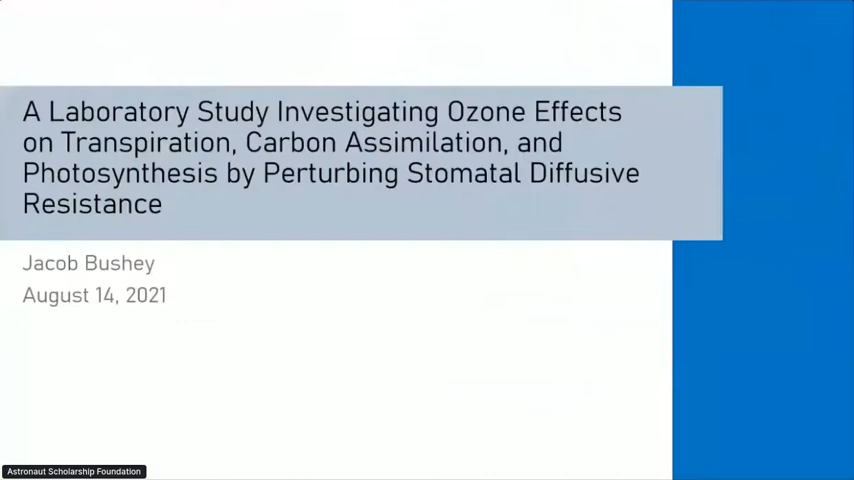 A Laboratory Study Investigating Ozone Effects
on Transpiration, Carbon Assimilation, and
Photosynthesis by Perturbing Stomatal Diffusive
Resistance
Jacob Bushey
August 14, 2021
Astronaut Scholarship Foundation